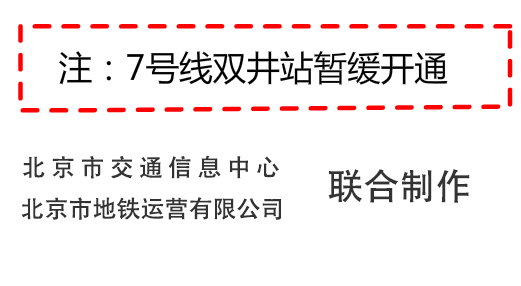 注：7号线双井站暂缓开通
北京市交通信息中心
北京市地铁运营有限公司
联合制作